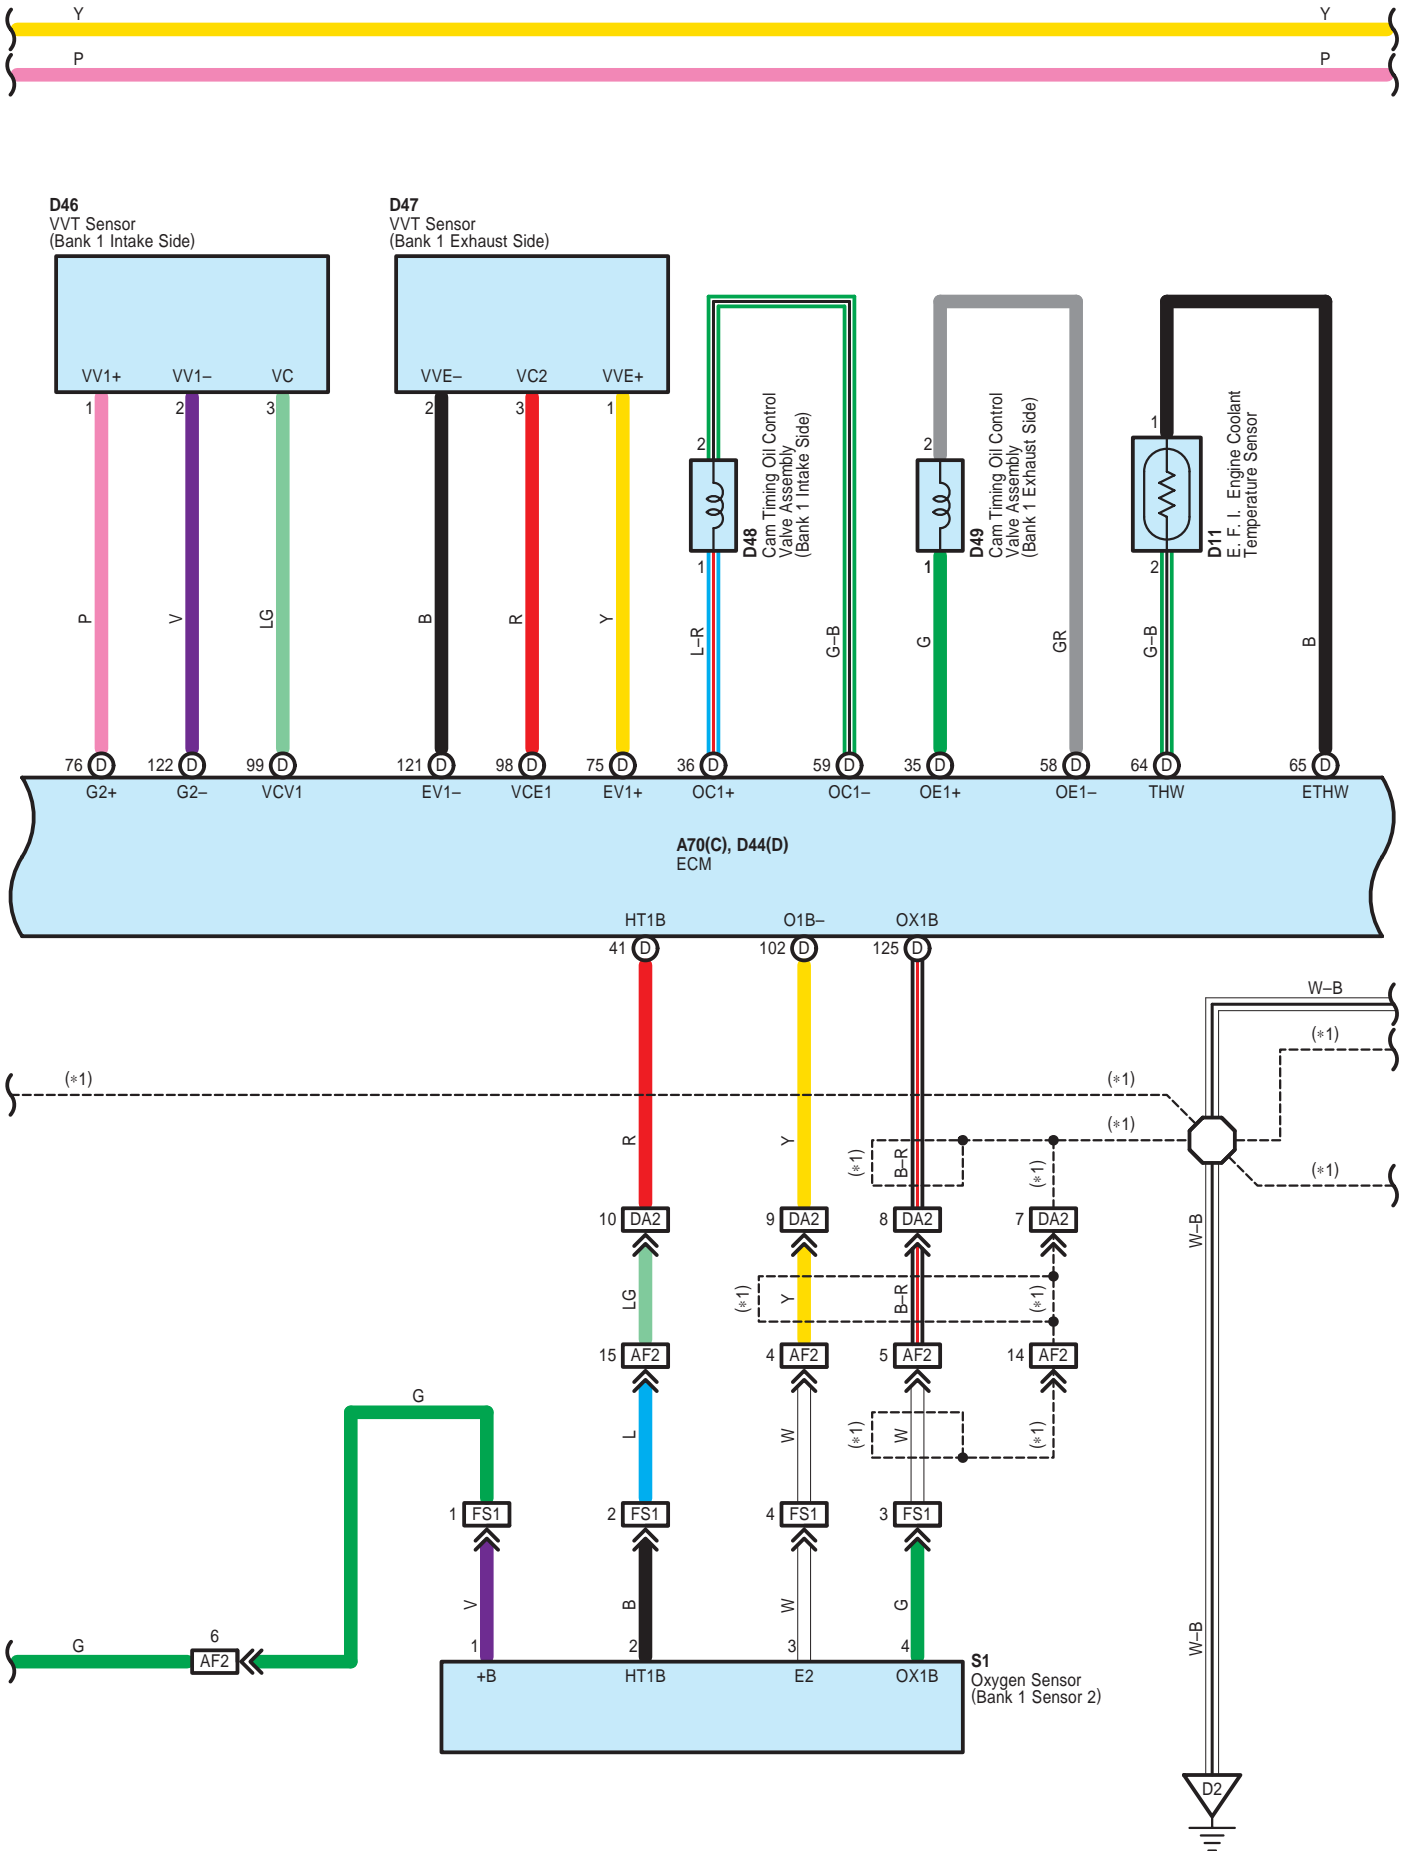 Y Y
P P
D46
VVT Sensor
(Bank 1 Intake Side)
D47
VVT Sensor
(Bank 1 Exhaust Side)
VV1+ VV1– VC
VVE– VC2 VVE+
1 2 3
2 3 1
2
D48
Cam Timing Oil Control
Valve Assembly
(Bank 1 Intake Side)
1
2
D49
Cam Timing Oil Control
Valve Assembly
(Bank 1 Exhaust Side)
1
1
D11
E. F. I. Engine Coolant
Temperature Sensor
2
P V LG B R Y L–R G–B G GR G–B B
76 D 122 D 99 D 121 D 98 D 75 D 36 D 59 D 35 D 58 D 64 D 65 D
G2+ G2– VCV1 EV1– VCE1 EV1+ OC1+ OC1– OE1+ OE1– THW ETHW
A70(C), D44(D)
ECM
HT1B O1B– OX1B
41 D 102 D 125 D
W–B
(*1)
(*1) (*1)
(*1)
R Y (*1) B–R (*1) (*1)
10 DA2 9 DA2 8 DA2 7 DA2
W–B
LG (*1) Y B–R (*1)
15 AF2 4 AF2 5 AF2 14 AF2
G
L W (*1) W (*1)
1 FS1 2 FS1 4 FS1 3 FS1
V B W G
6
G AF2
W–B
1 2 3 4
+B HT1B E2 OX1B
S1
Oxygen Sensor
(Bank 1 Sensor 2)
D2